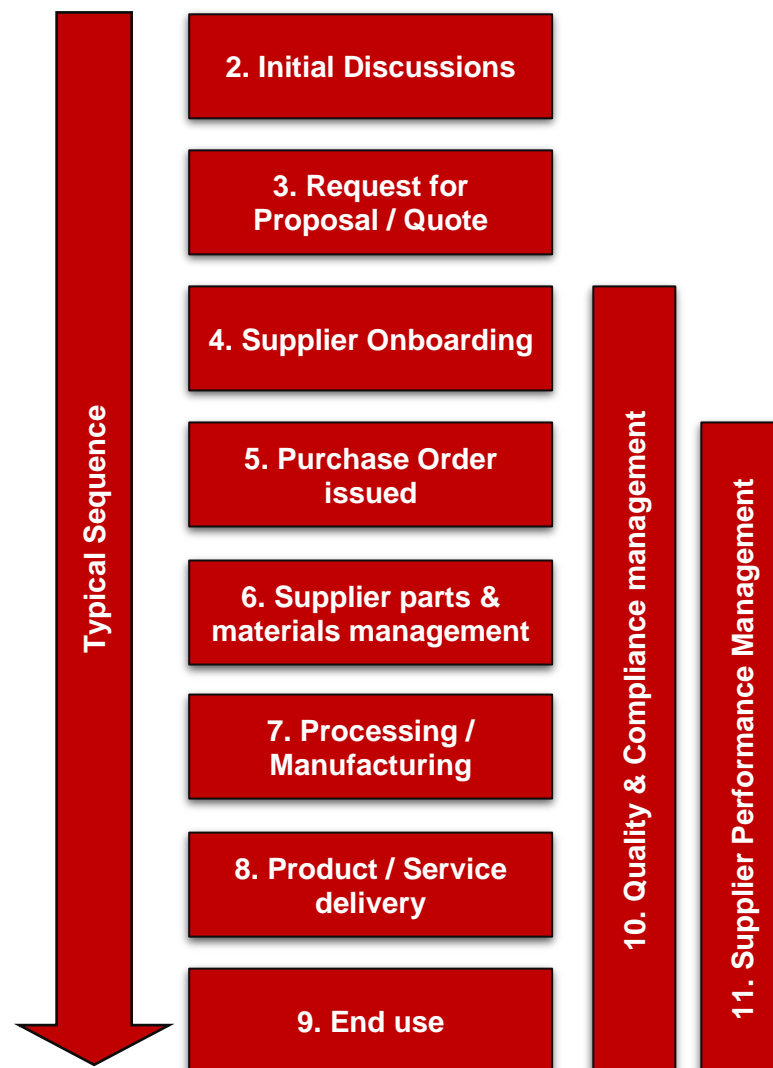 Typical Sequence
2. Initial Discussions
3. Request for
Proposal / Quote
4. Supplier Onboarding
5. Purchase Order
issued
6. Supplier parts &
materials management
7. Processing /
Manufacturing
8. Product / Service
delivery
9. End use
10. Quality & Compliance management
11. Supplier Performance Management